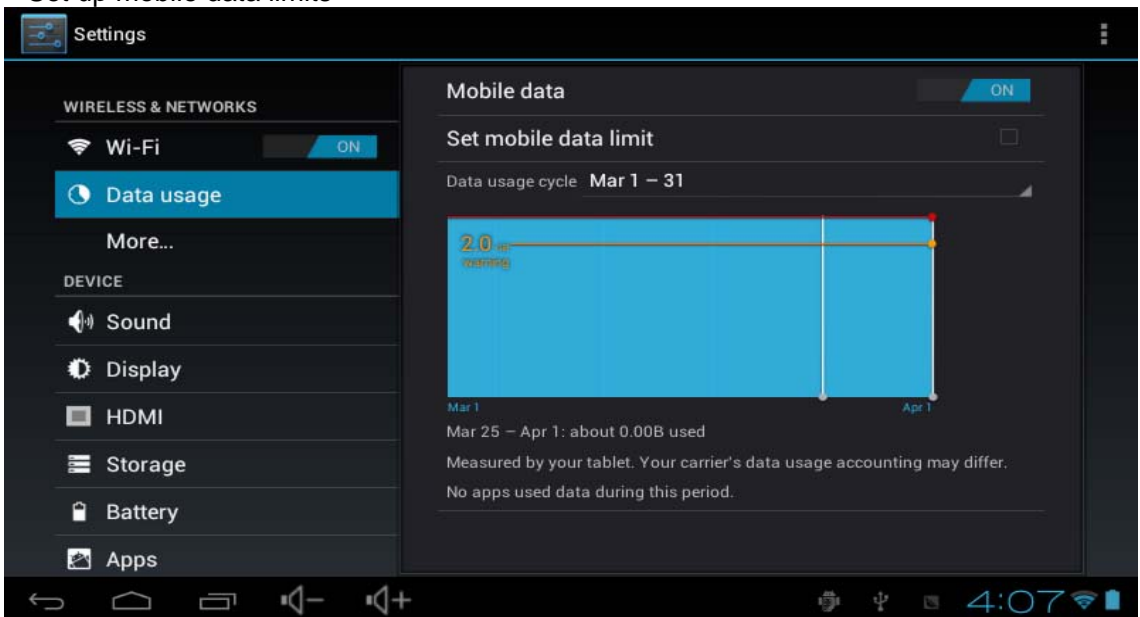 Set up mobile data limits
Settings
WIRELESS & NETWORKS
Wi-Fi ON
Data usage
More...
DEVICE
Sound
Display
HDMI
Storage
Battery
Apps
Mobile data ON
Set mobile data limit
Data usage cycle Mar 1 – 31
2.0
warning
Mar 1 Apr 1
Mar 25 – Apr 1: about 0.00B used
Measured by your tablet. Your carrier's data usage accounting may differ.
No apps used data during this period.
4:07